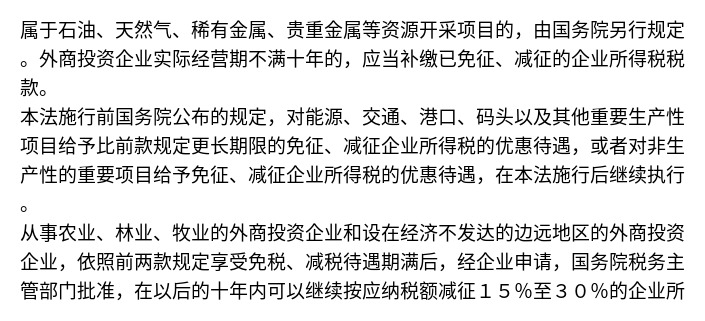 属于石油、天然气、稀有金属、贵重金属等资源开采项目的，由国务院另行规定
。外商投资企业实际经营期不满十年的，应当补缴已免征、减征的企业所得税税
款。
本法施行前国务院公布的规定，对能源、交通、港口、码头以及其他重要生产性
项目给予比前款规定更长期限的免征、减征企业所得税的优惠待遇，或者对非生
产性的重要项目给予免征、减征企业所得税的优惠待遇，在本法施行后继续执行
。
从事农业、林业、牧业的外商投资企业和设在经济不发达的边远地区的外商投资
企业，依照前两款规定享受免税、减税待遇期满后，经企业申请，国务院税务主
管部门批准，在以后的十年内可以继续按应纳税额减征１５％至３０％的企业所